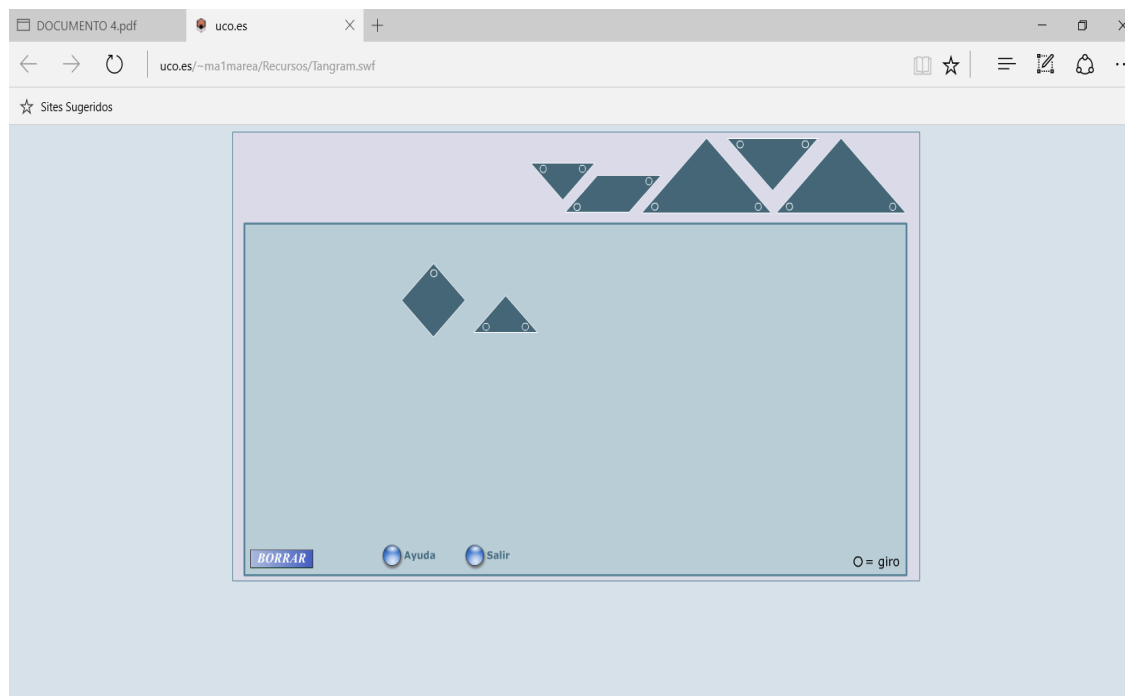 DOCUMENTO 4.pdf
uco.es
uco.es/~ma1marea/Recursos/Tangram.swf
Sites Sugeridos
BORRAR
Ayuda
Salir
O = giro